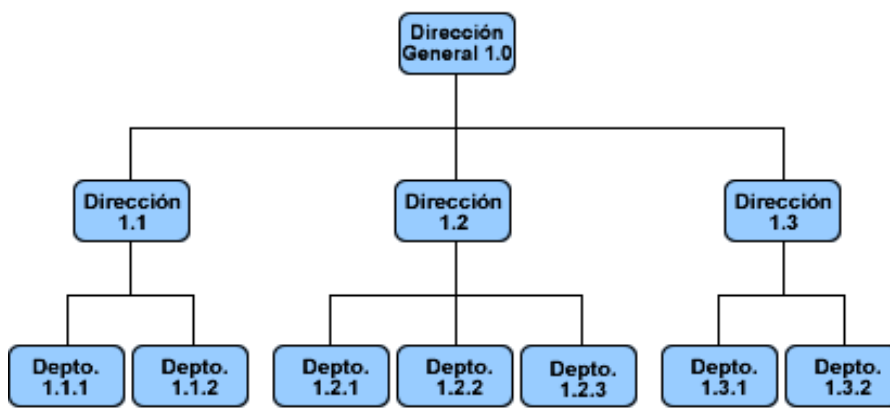 Dirección
General 1.0
Dirección
1.1
Dirección
1.2
Dirección
1.3
Depto.
1.1.1
Depto.
1.1.2
Depto.
1.2.1
Depto.
1.2.2
Depto.
1.2.3
Depto.
1.3.1
Depto.
1.3.2